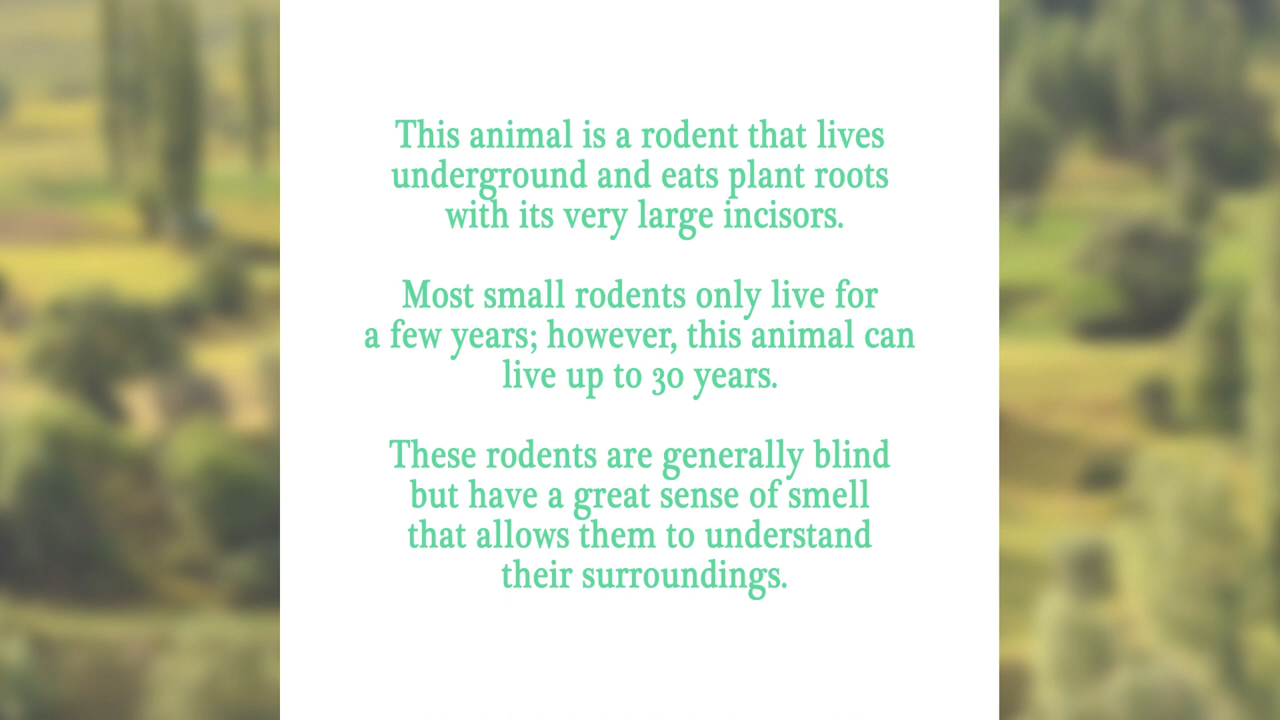 This animal is a rodent that lives
underground and eats plant roots
with its very large incisors.
Most small rodents only live for
a few years; however, this animal can
live up to 30 years.
These rodents are generally blind
but have a great sense of smell
that allows them to understand
their surroundings.